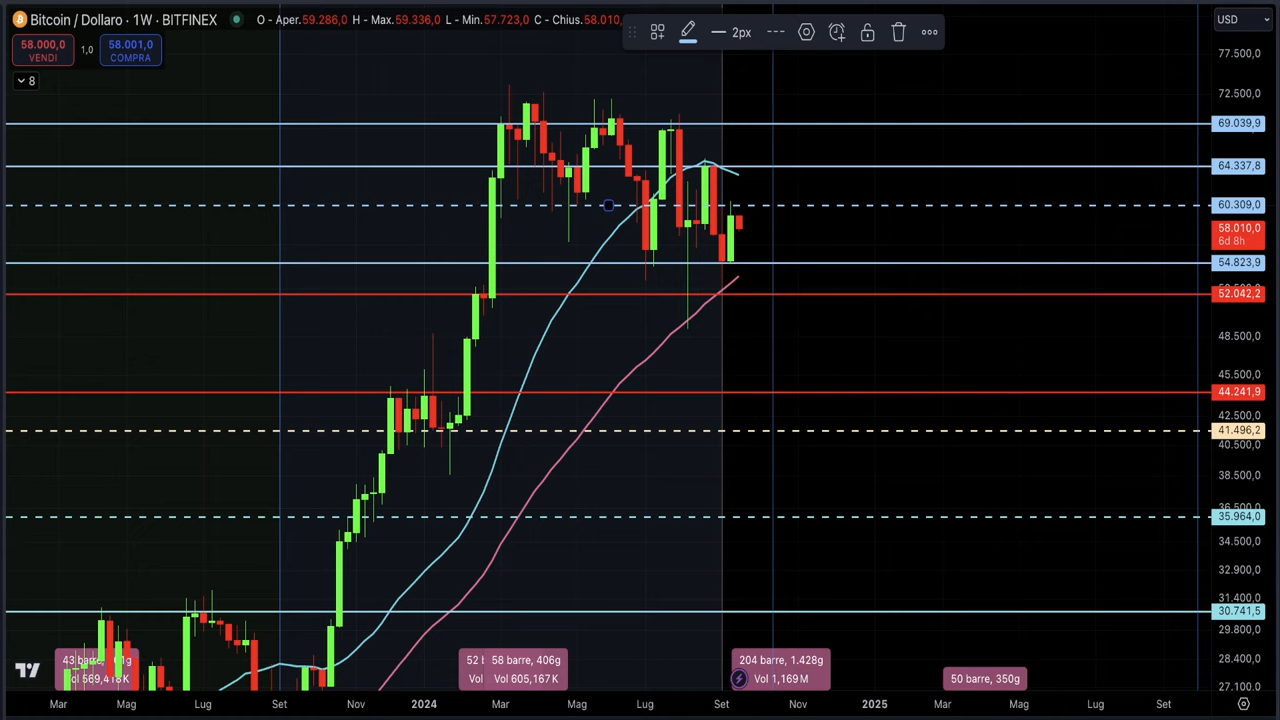 Bitcoin / Dollaro · 1W · BITFINEX
O - Aper.59.286,0 H - Max.59.336,0 L - Min.57.723,0 C - Chius.58.010,
2px
USD
58.000,0
VENDI
1,0
58.001,0
COMPRA
8
77.500,0
72.500,0
69.039,9
64.337,8
60.309,0
58.010,0
6d 8h
54.823,9
52.042,2
48.500,0
45.500,0
44.241,9
42.500,0
41.496,2
40.500,0
38.500,0
35.964,0
34.500,0
32.900,0
31.400,0
30.741,5
29.800,0
28.400,0
27.100,0
43 barre,
52
58 barre, 406g
Vol
Vol 605,167 K
204 barre, 1.428g
Vol 1,169 M
50 barre, 350g
Mar Mag Lug Set Nov 2024 Mar Mag Lug Set Nov 2025 Mar Mag Lug Set